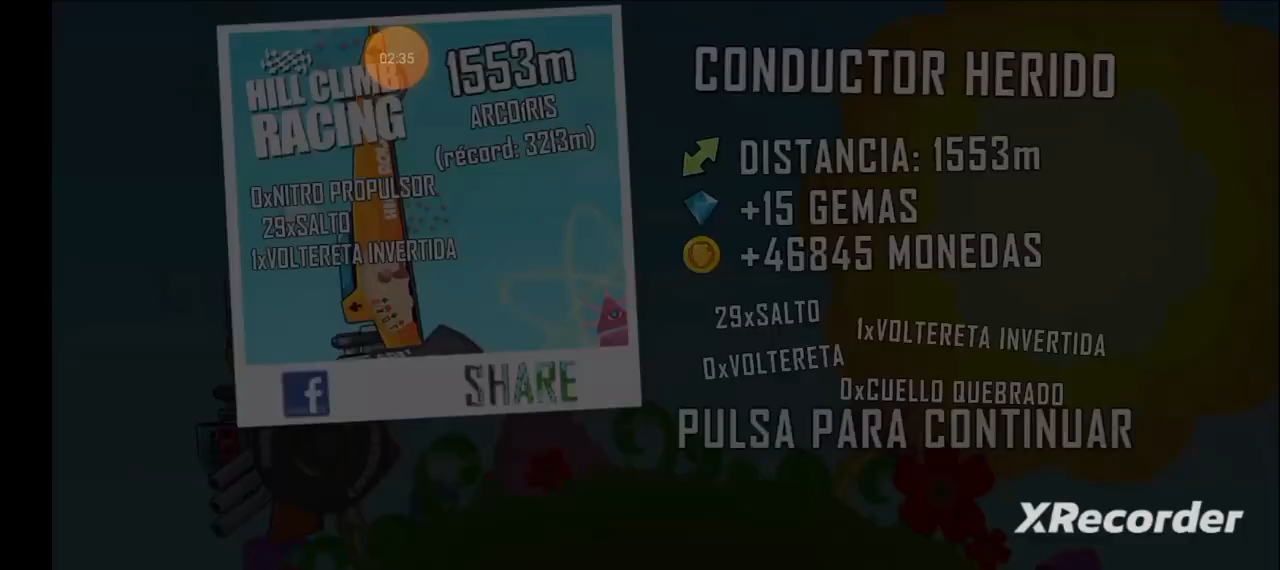 02:35
HILL CLIMB
RACING
1553m
ARCOíRIS
(récord: 3213m)
0xNITRO PROPULSOR
29xSALTO
1xVOLTERETA INVERTIDA
SHARE
CONDUCTOR HERIDO
DISTANCIA: 1553m
+15 GEMAS
+46845 MONEDAS
29xSALTO
1xVOLTERETA INVERTIDA
0xVOLTERETA
0xCUELLO QUEBRADO
PULSA PARA CONTINUAR
XRecorder